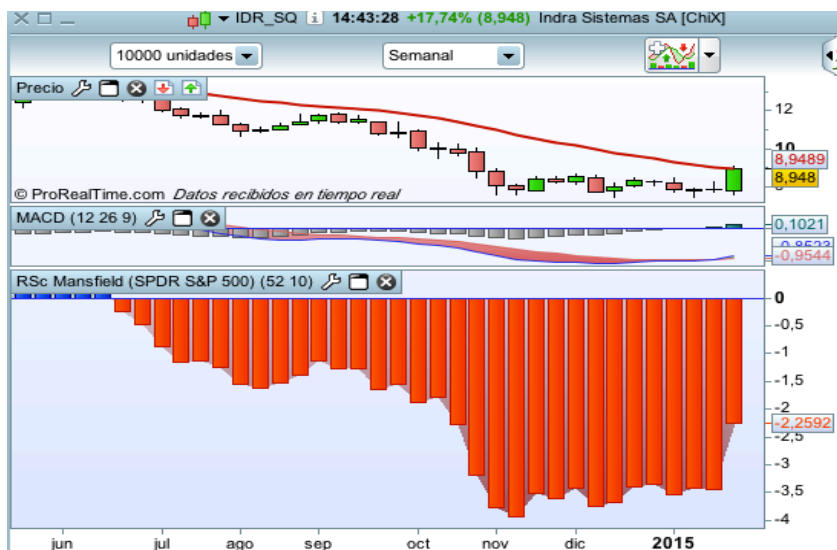 IDR_SQ i 14:43:28 +17,74% (8,948) Indra Sistemas SA [ChiX]
10000 unidades Semanal
Precio
12
10
8,9489
8,948
© ProRealTime.com Datos recibidos en tiempo real
MACD (12 26 9)
0,1021
-0,8523
-0,9544
RSc Mansfield (SPDR S&P 500) (52 10)
0
-0,5
-1
-1,5
-2
-2,2592
-2,5
-3
-3,5
-4
jun jul ago sep oct nov dic 2015